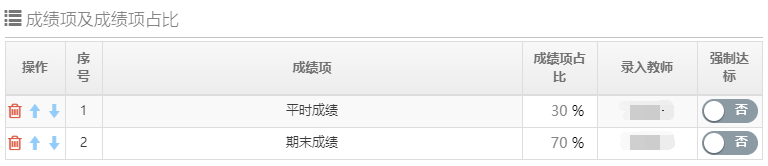 成绩项及成绩项占比
操作 序号 成绩项 成绩项占比 录入教师 强制达标
1 平时成绩 30 % 否
2 期末成绩 70 % 否